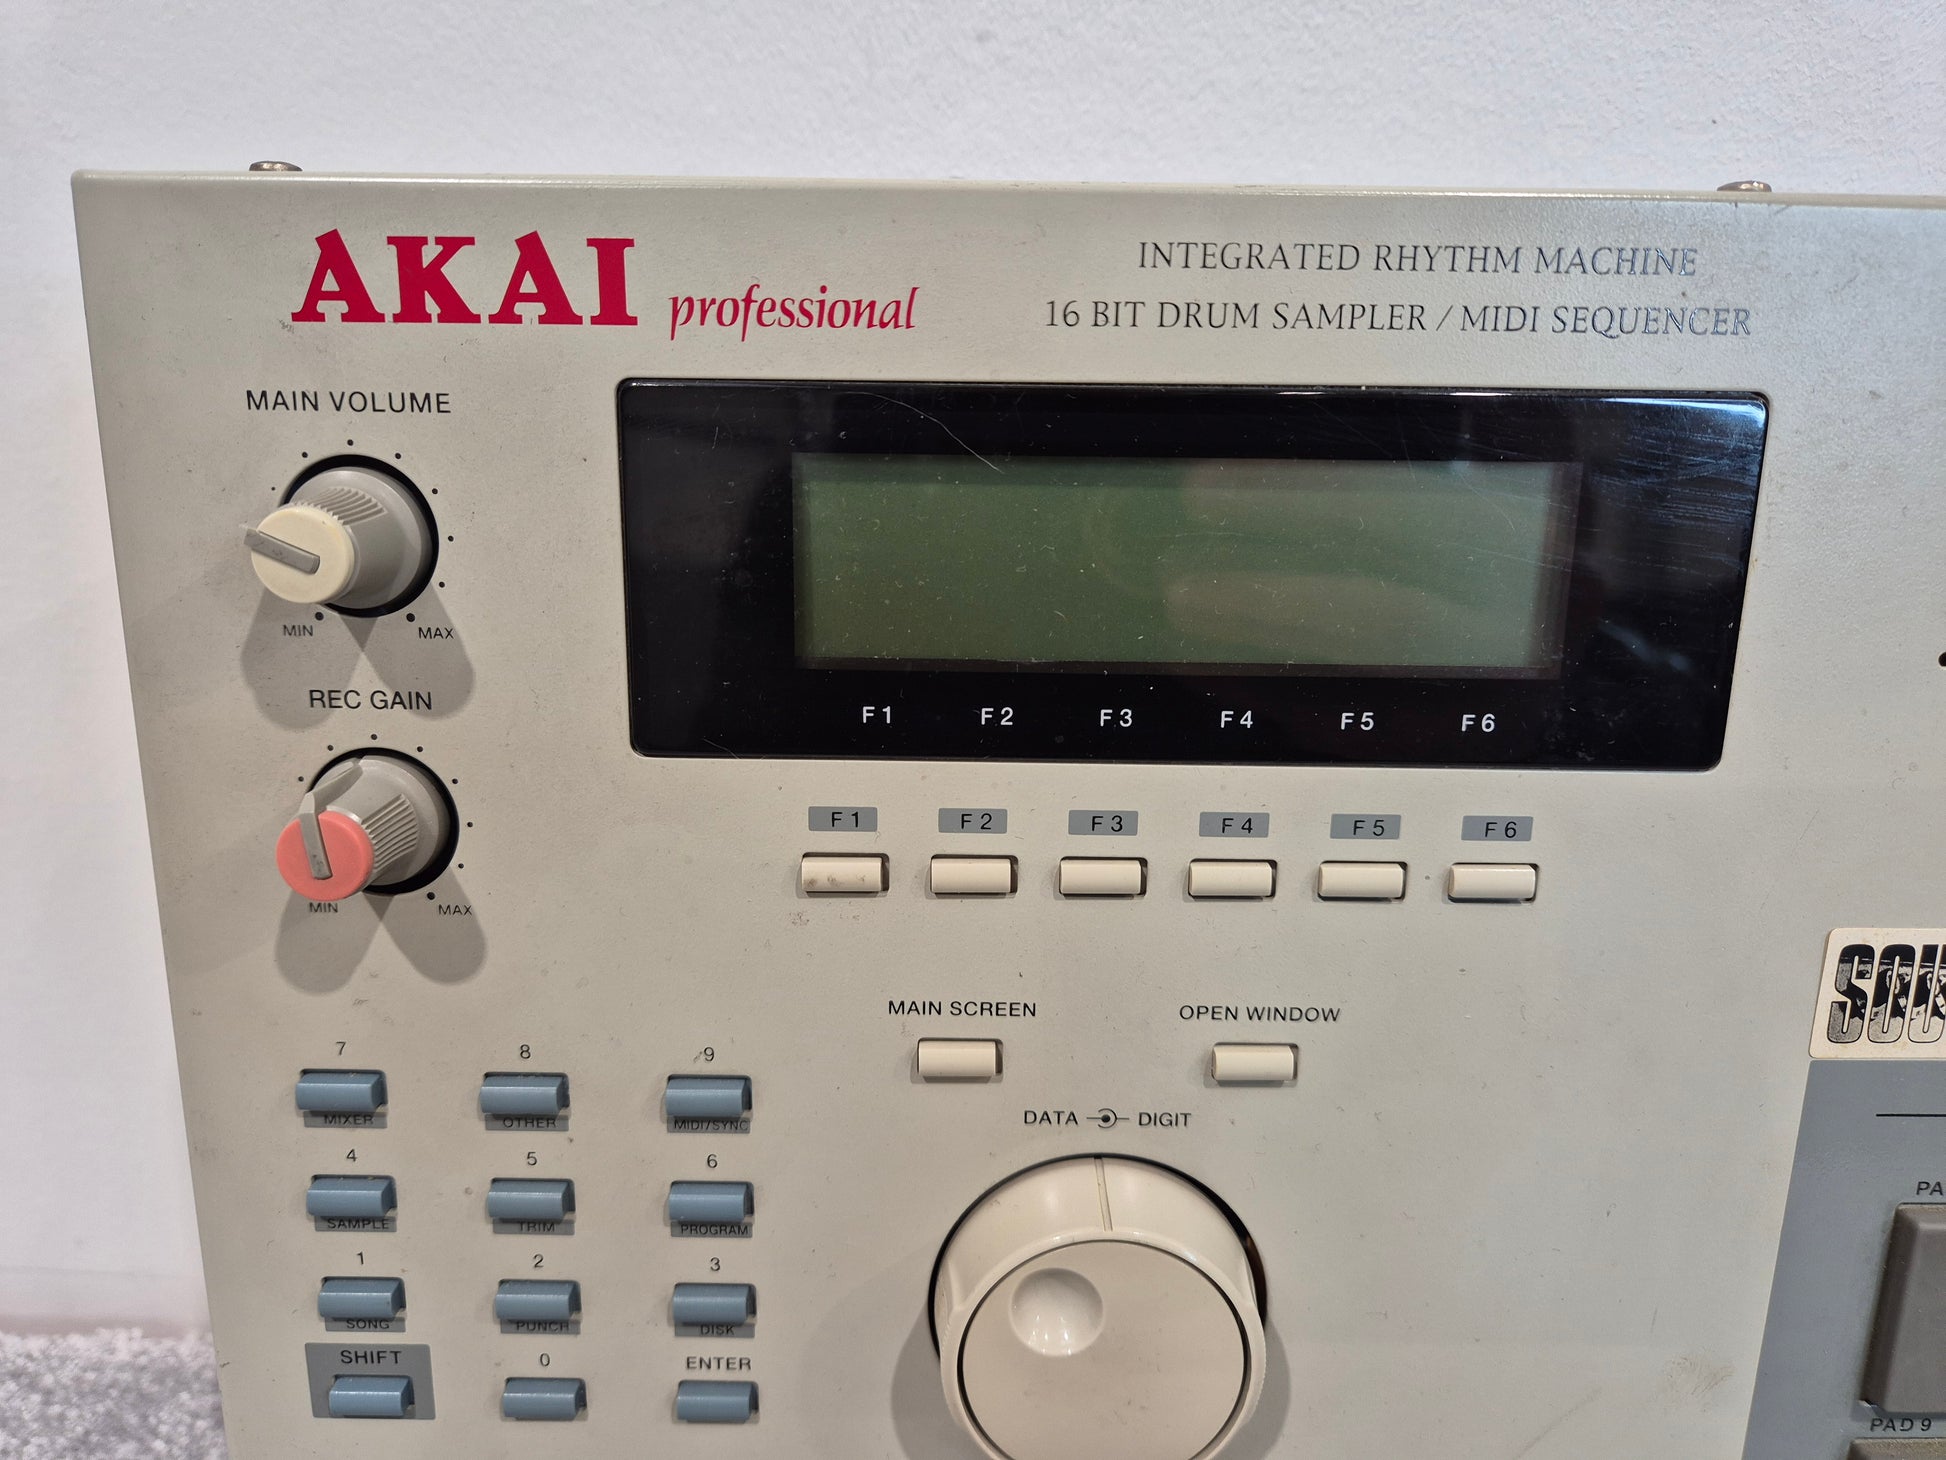 AKAI professional
INTEGRATED RHYTHM MACHINE
16 BIT DRUM SAMPLER / MIDI SEQUENCER
MAIN VOLUME
MIN MAX
REC GAIN
MIN MAX
F1 F2 F3 F4 F5 F6
F1 F2 F3 F4 F5 F6
MAIN SCREEN OPEN WINDOW
SOU
7 8 9
MIXER OTHER MIDI/SYNC
DATA DIGIT
4 5 6
SAMPLE TRIM PROGRAM
PA
1 2 3
SONG PUNCH DISK
SHIFT 0 ENTER
PAD 9